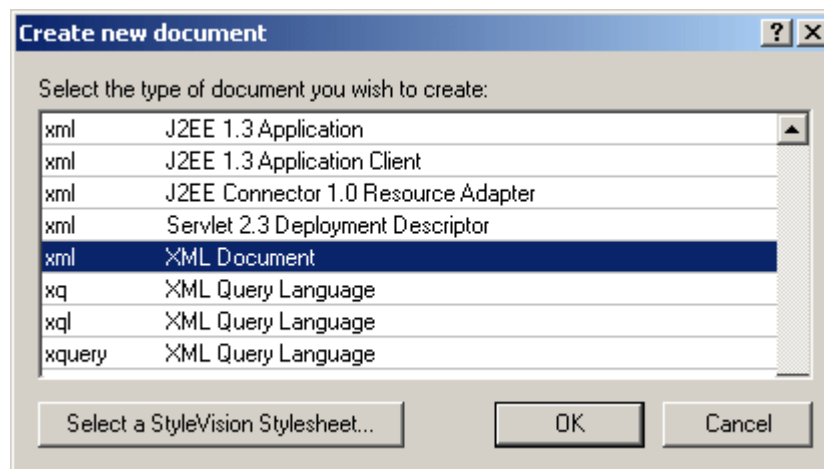 Create new document
Select the type of document you wish to create:
xml J2EE 1.3 Application
xml J2EE 1.3 Application Client
xml J2EE Connector 1.0 Resource Adapter
xml Servlet 2.3 Deployment Descriptor
xml XML Document
xq XML Query Language
xql XML Query Language
xquery XML Query Language
Select a StyleVision Stylesheet... OK Cancel